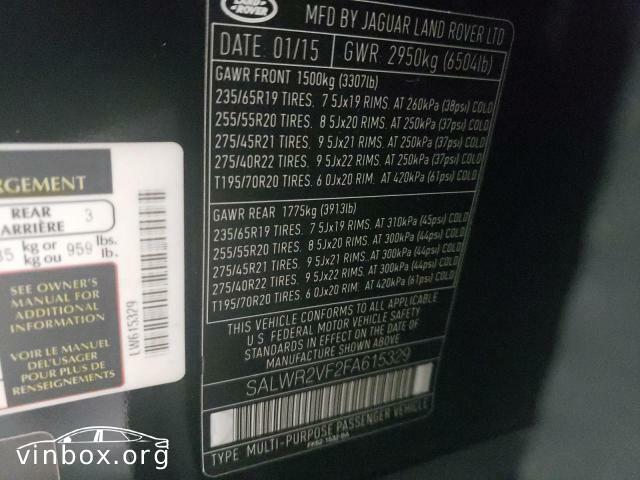 LAND ROVER
MFD BY JAGUAR LAND ROVER LTD
DATE: 01/15 GWR: 2950kg (6504lb)
GAWR FRONT 1500kg (3307lb)
235/65R19 TIRES. 7 5Jx19 RIMS. AT 260kPa (38psi) COLD
255/55R20 TIRES. 8 5Jx20 RIMS. AT 250kPa (37psi) COLD
275/45R21 TIRES. 9 5Jx21 RIMS. AT 250kPa (37psi) COLD
275/40R22 TIRES. 9 5Jx22 RIMS. AT 250kPa (37psi) COLD
T195/70R20 TIRES. 6 0Jx20 RIM. AT 420kPa (61psi) COLD
GAWR REAR 1775kg (3913lb)
235/65R19 TIRES. 7 5Jx19 RIMS. AT 310kPa (45psi) COLD
255/55R20 TIRES. 8 5Jx20 RIMS. AT 300kPa (44psi) COLD
275/45R21 TIRES. 9 5Jx21 RIMS. AT 300kPa (44psi) COLD
275/40R22 TIRES. 9 5Jx22 RIMS. AT 300kPa (44psi) COLD
T195/70R20 TIRES. 6 0Jx20 RIM. AT 420kPa (61psi) COLD
THIS VEHICLE CONFORMS TO ALL APPLICABLE
U S FEDERAL MOTOR VEHICLE SAFETY
STANDARDS IN EFFECT ON THE DATE OF
MANUFACTURE SHOWN ABOVE
SALWR2VF2FA615329
TYPE: MULTI-PURPOSE PASSENGER VEHICLE
RGEMENT
REAR 3
ARRIÈRE
35 kg or 959 lbs.
kg ou lb.
SEE OWNER'S
MANUAL FOR
ADDITIONAL
INFORMATION
VOIR LE MANUEL
DE L'USAGER
POUR PLUS DE
RENSEIGNEMENTS
LW615329
vinbox.org